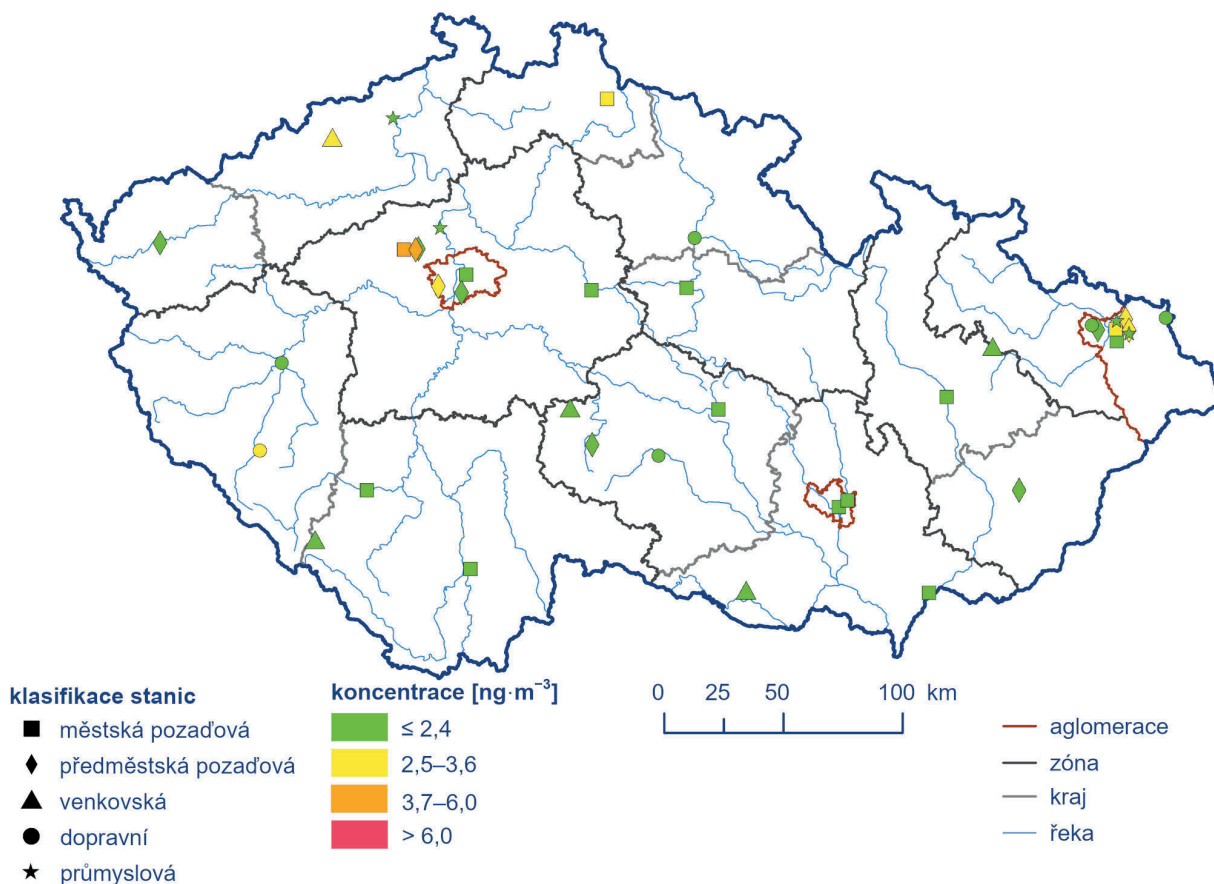 klasifikace stanic
městská pozaďová
předměstská pozaďová
venkovská
dopravní
průmyslová
koncentrace [ng·m⁻³]
≤ 2,4
2,5–3,6
3,7–6,0
> 6,0
0 25 50 100 km
aglomerace
zóna
kraj
řeka